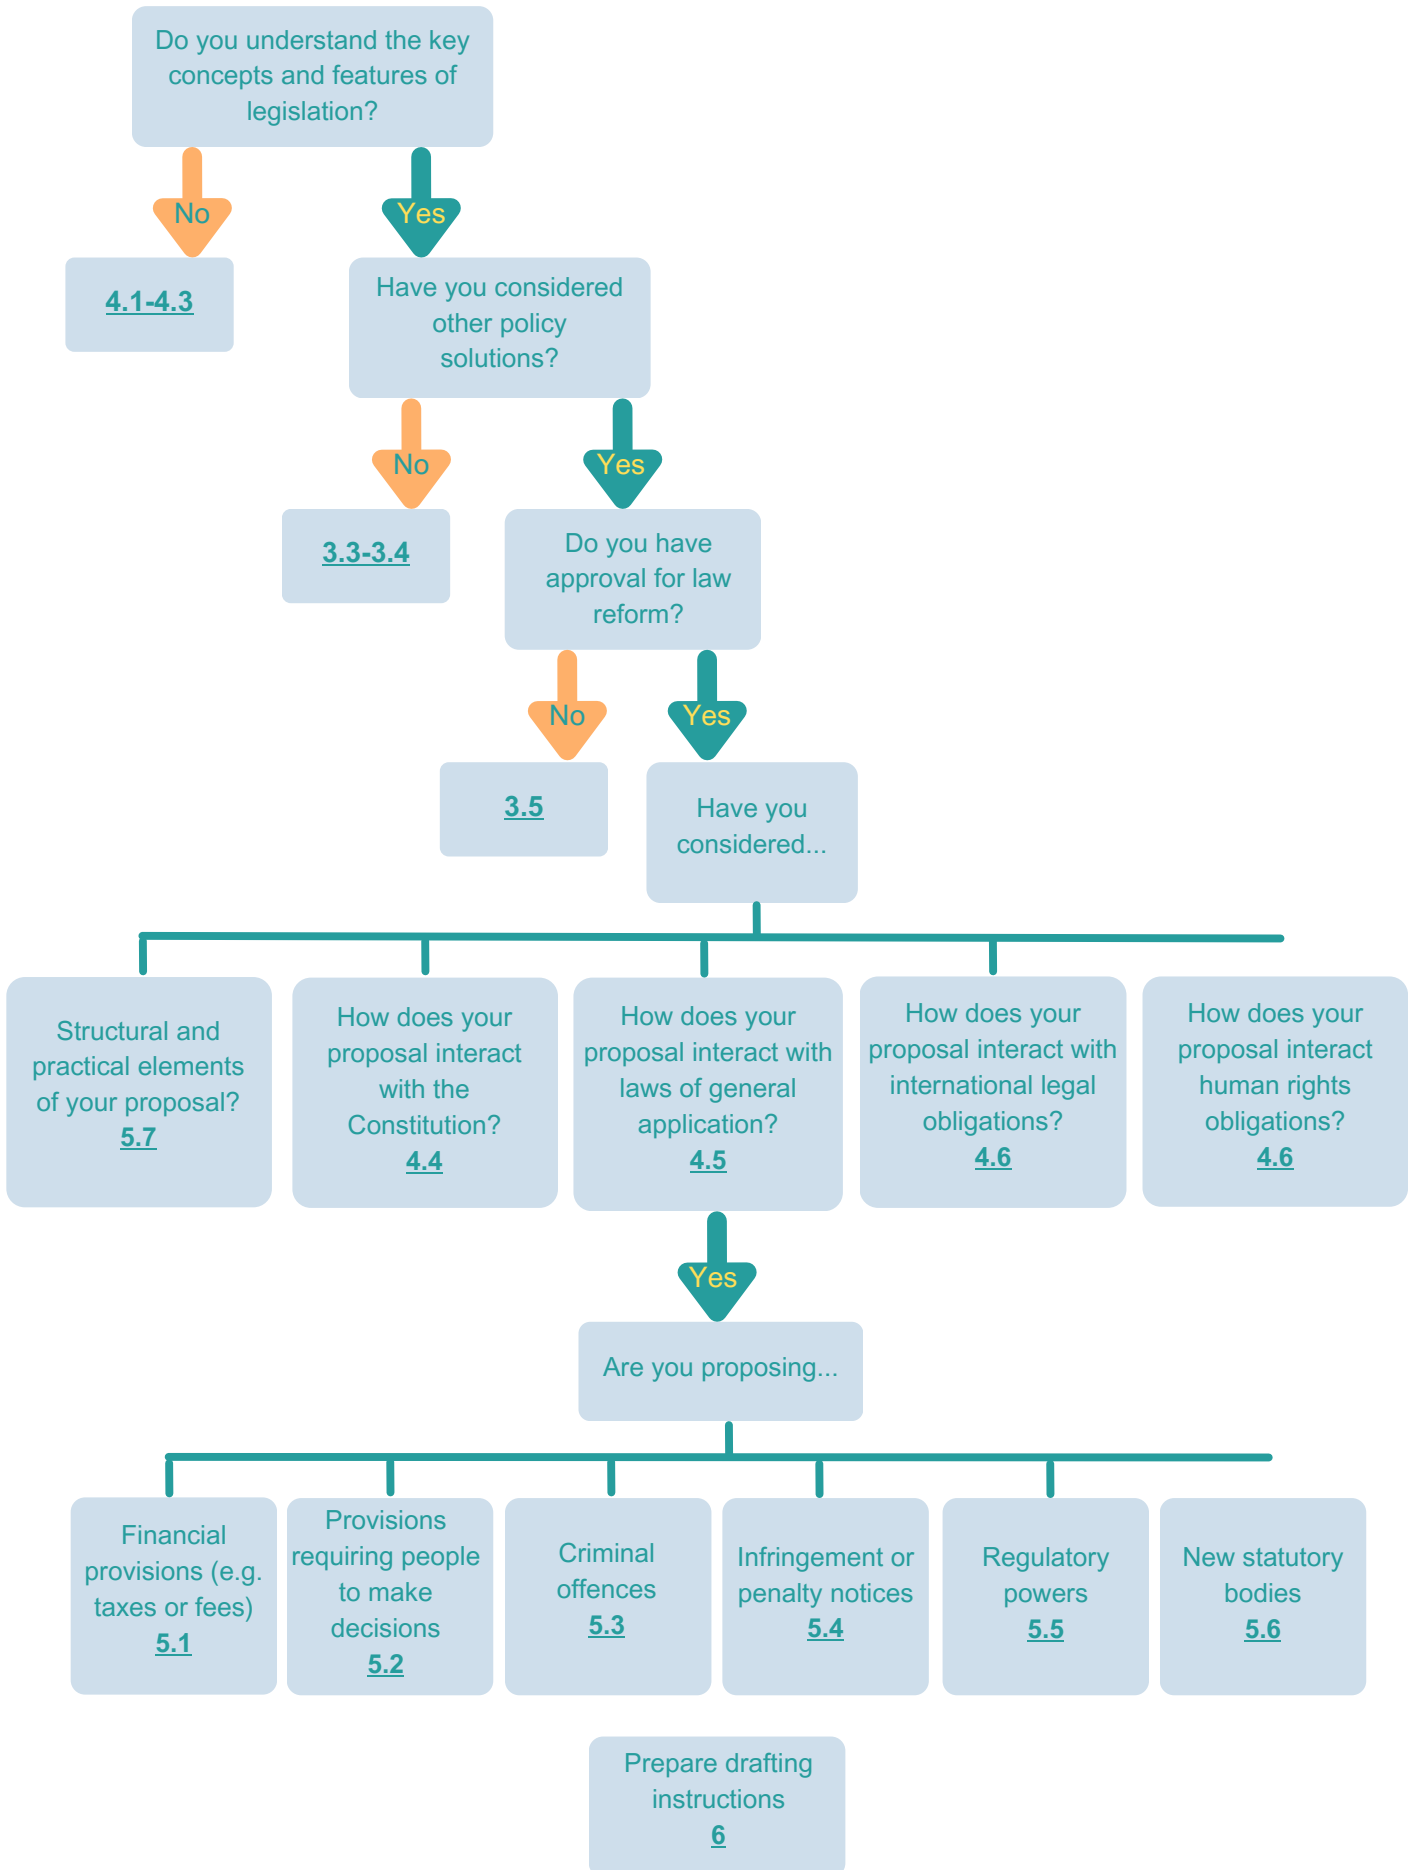 Do you understand the key
concepts and features of
legislation?
No
Yes
4.1-4.3
Have you considered
other policy
solutions?
No
Yes
3.3-3.4
Do you have
approval for law
reform?
No
Yes
3.5
Have you
considered...
Structural and
practical elements
of your proposal?
5.7
How does your
proposal interact
with the
Constitution?
4.4
How does your
proposal interact with
laws of general
application?
4.5
How does your
proposal interact with
international legal
obligations?
4.6
How does your
proposal interact
human rights
obligations?
4.6
Yes
Are you proposing...
Financial
provisions (e.g.
taxes or fees)
5.1
Provisions
requiring people
to make
decisions
5.2
Criminal
offences
5.3
Infringement or
penalty notices
5.4
Regulatory
powers
5.5
New statutory
bodies
5.6
Prepare drafting
instructions
6